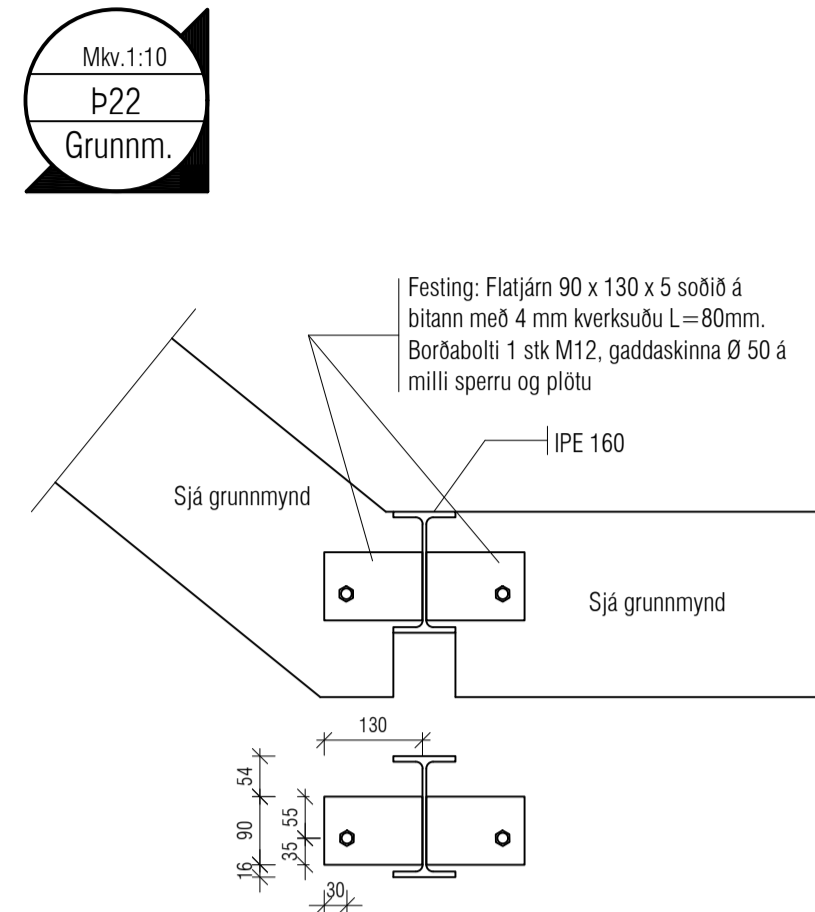 Mkv.1:10
Þ22
Grunnm.
Festing: Flatjárn 90 x 130 x 5 soðið á
bitann með 4 mm kverksuðu L=80mm.
Borðabolti 1 stk M12, gaddaskinna Ø 50 á
milli sperru og plötu
IPE 160
Sjá grunnmynd
Sjá grunnmynd
130
54
90
55
35
16
30